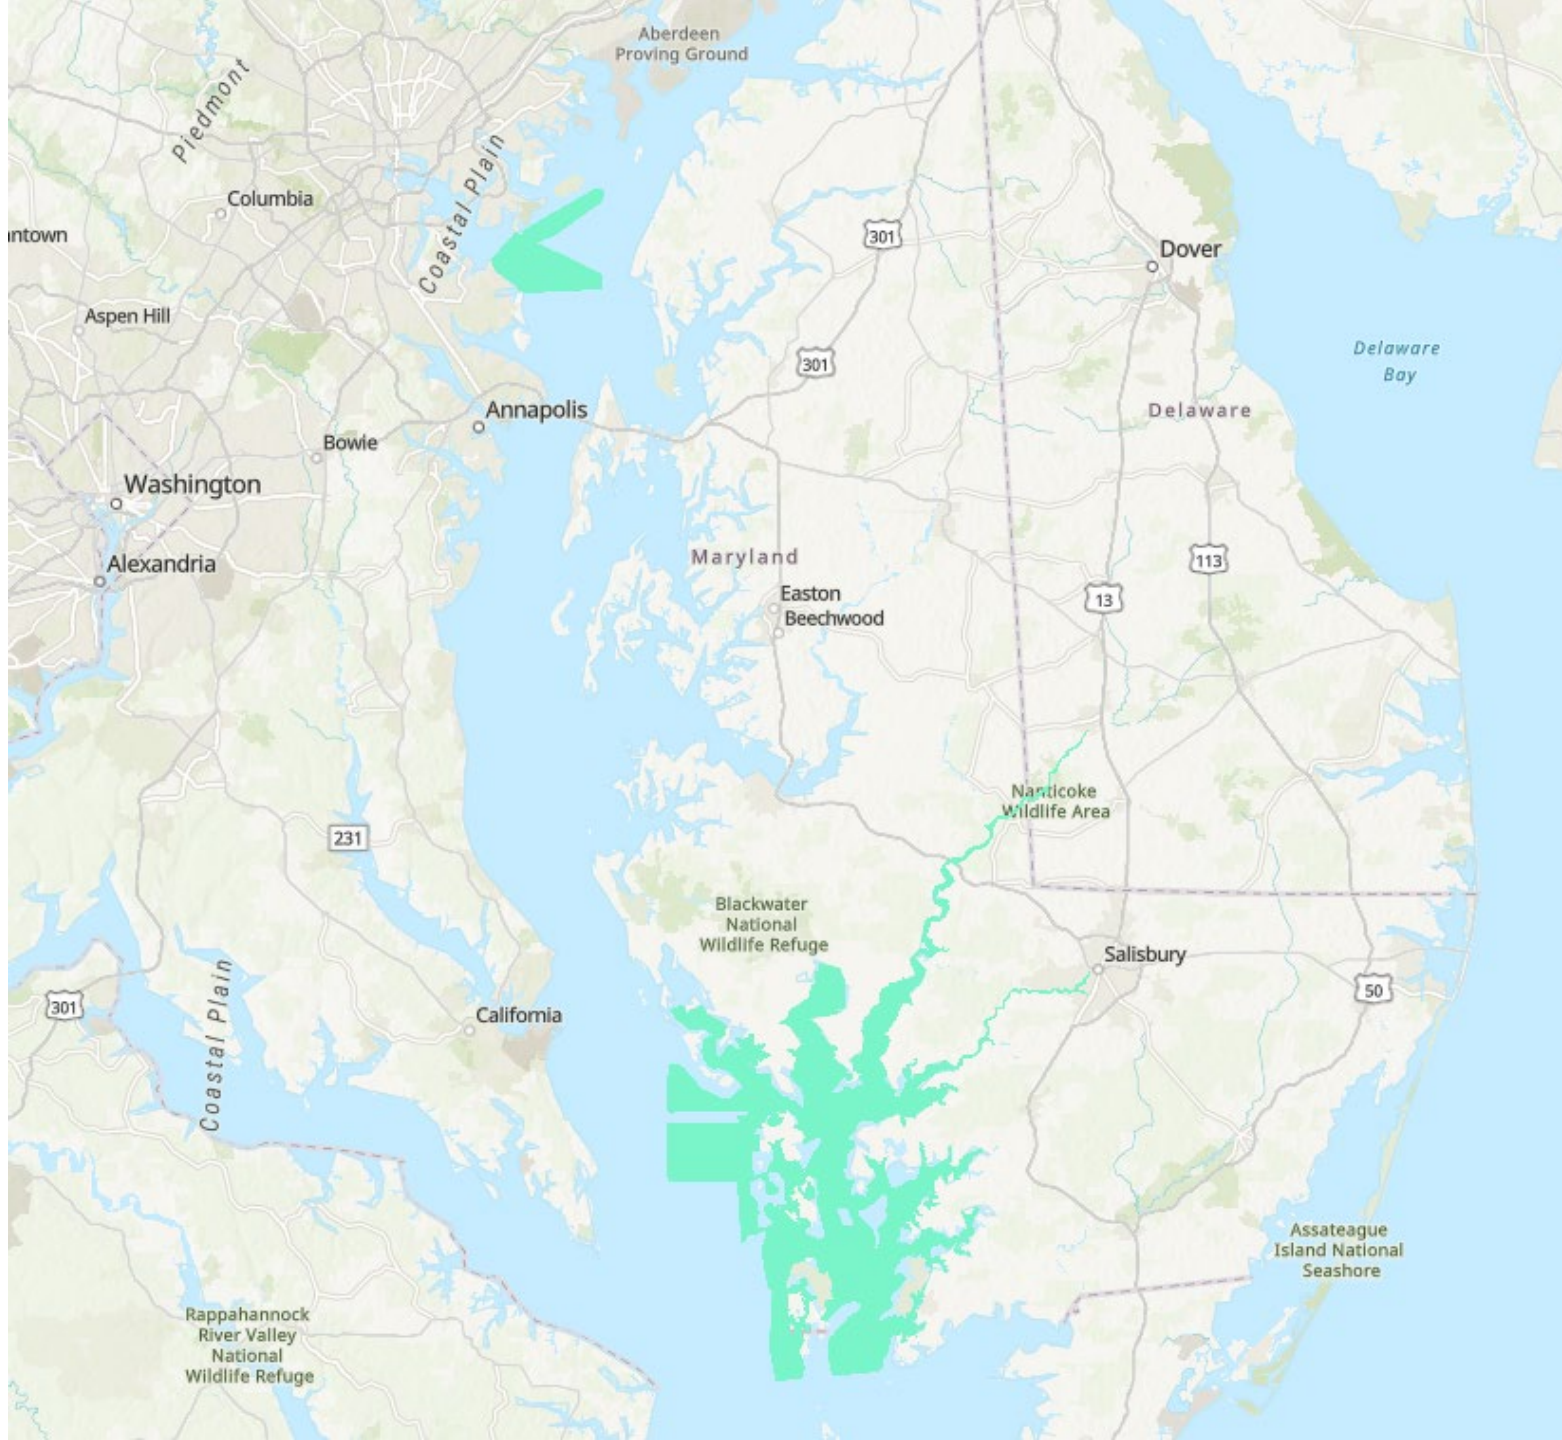 Aberdeen
Proving Ground
Piedmont
Coastal Plain
Columbia
antown
301
Dover
Aspen Hill
Delaware
Bay
301
Annapolis
Delaware
Bowie
Washington
Maryland
Alexandria
113
Easton
13
Beechwood
Nanticoke
Wildlife Area
231
Blackwater
National
Wildlife Refuge
Salisbury
50
301
California
Coastal Plain
Assateague
Island National
Seashore
Rappahannock
River Valley
National
Wildlife Refuge